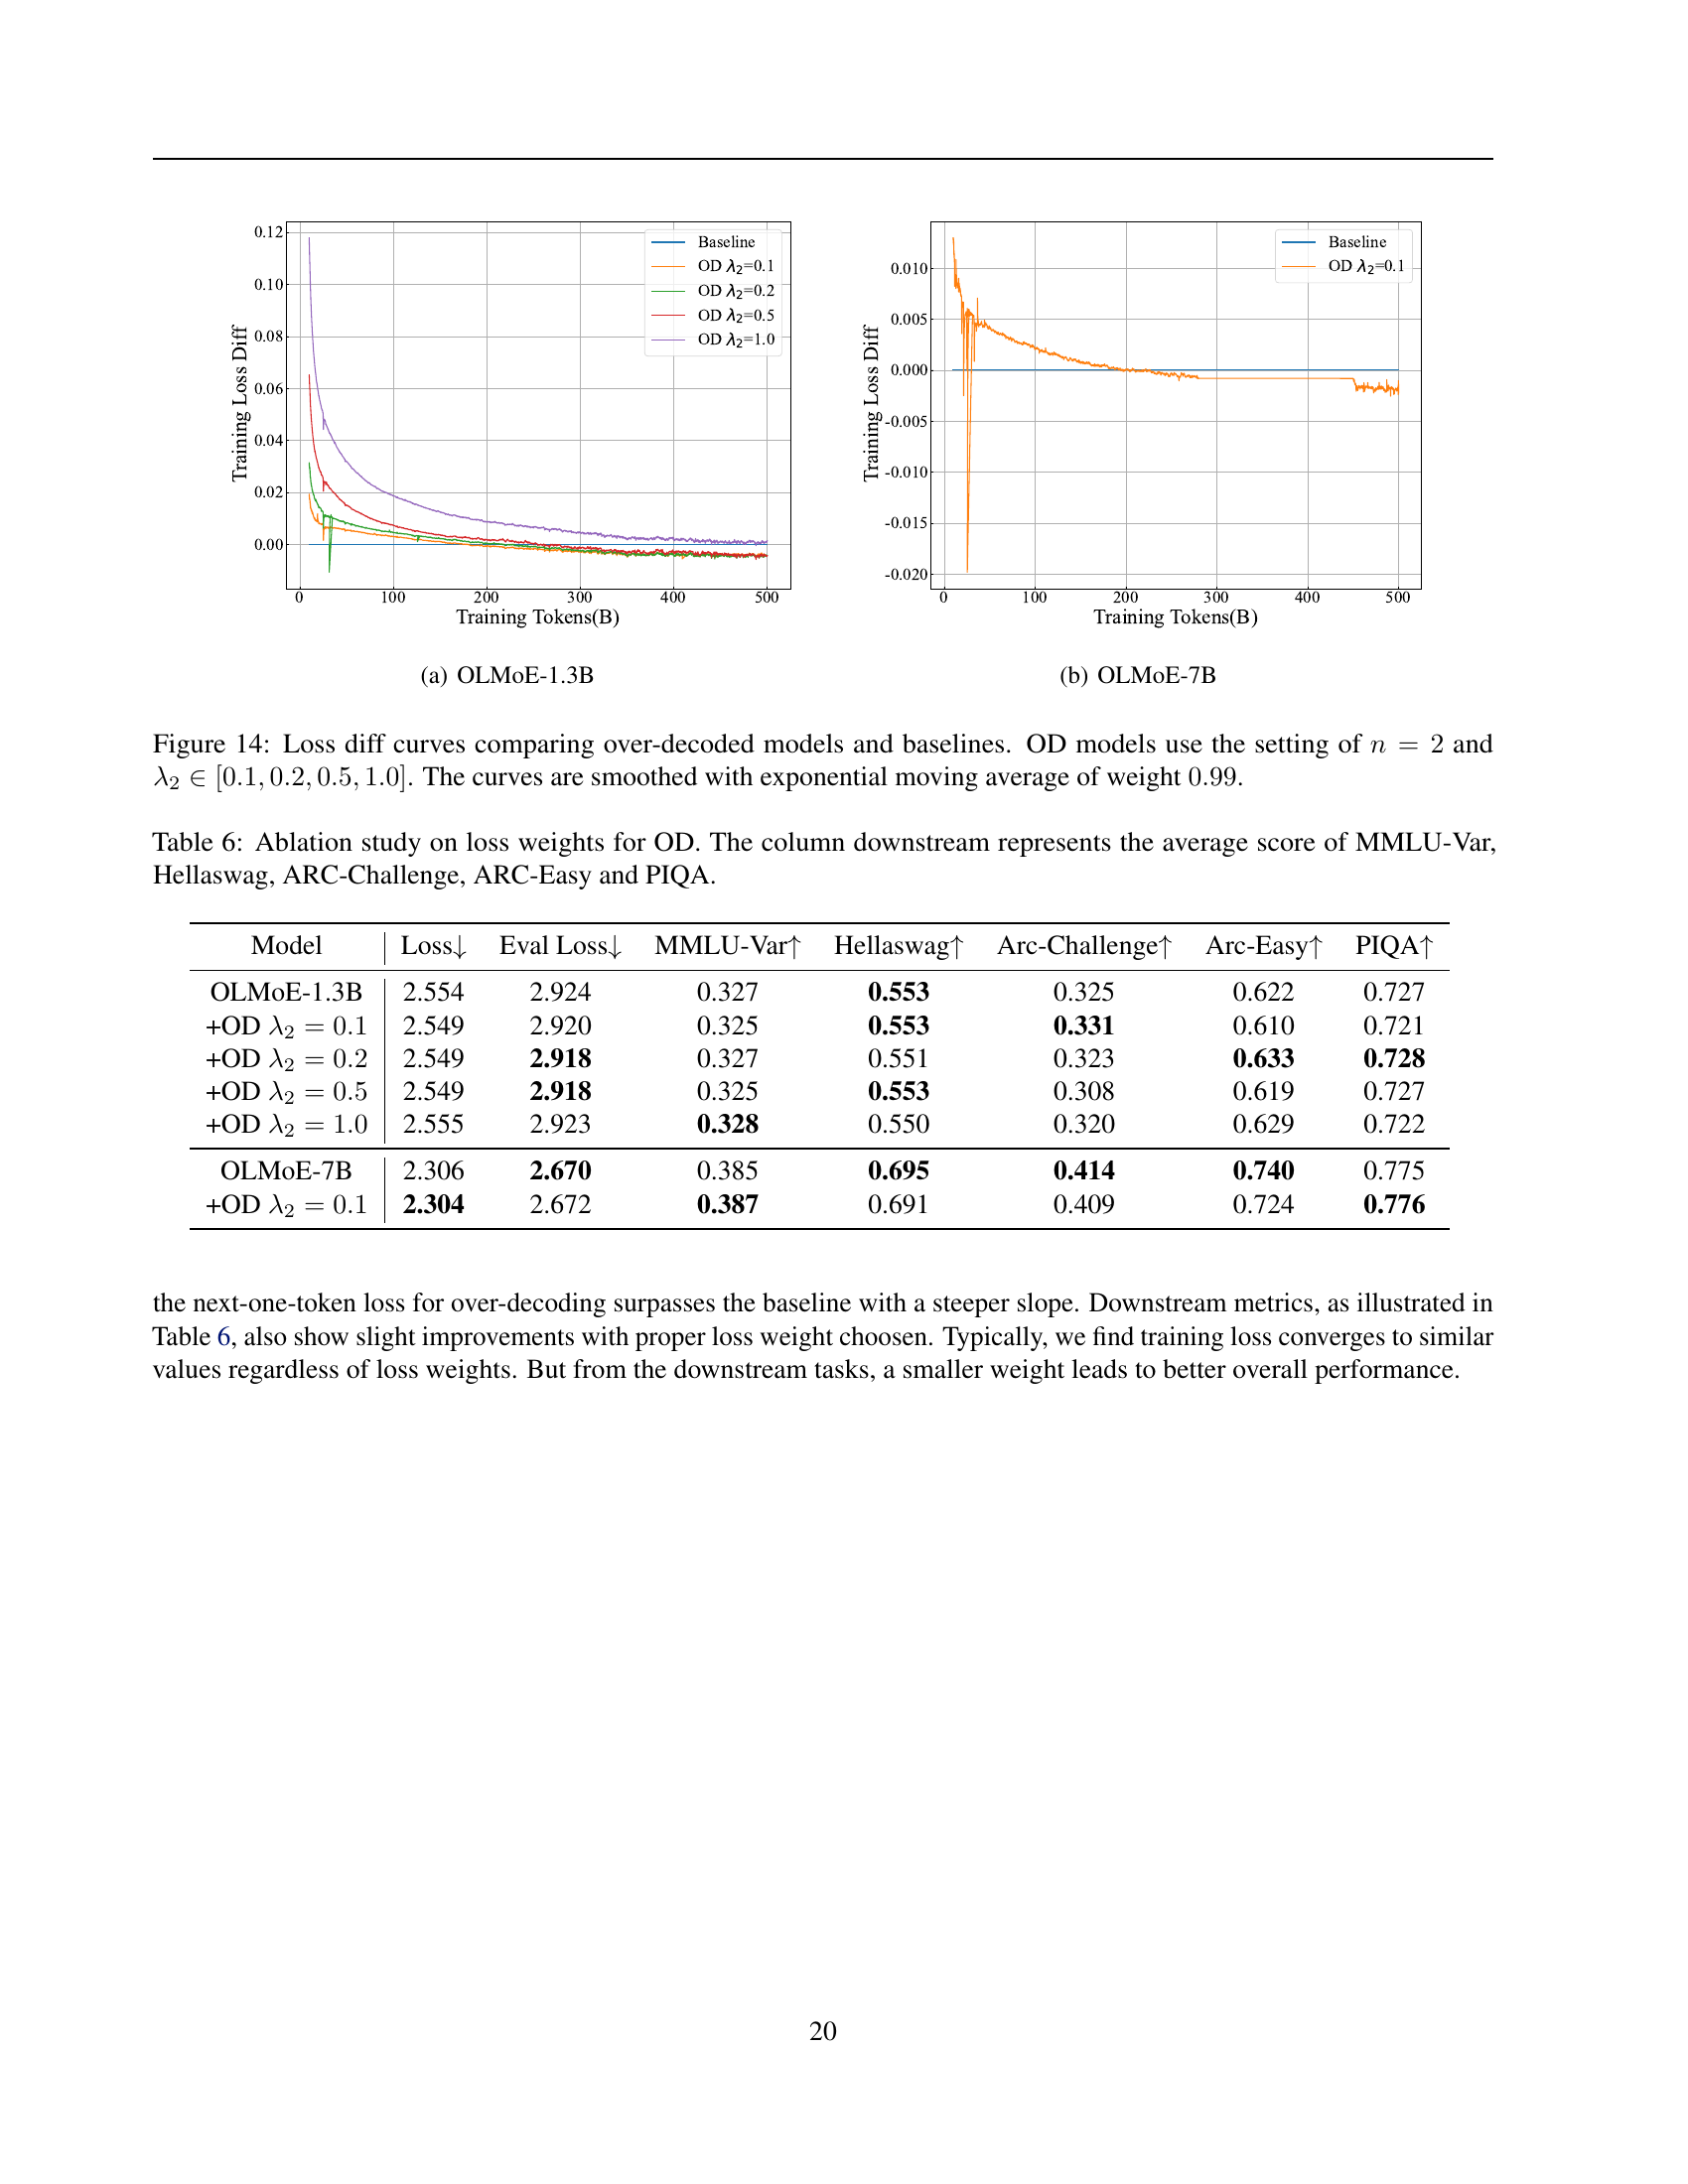 0.12
0.10
0.08
0.06
0.04
0.02
0.00
Training Loss Diff
0 100 200 300 400 500
Training Tokens(B)
Baseline
OD λ2=0.1
OD λ2=0.2
OD λ2=0.5
OD λ2=1.0
(a) OLMoE-1.3B
0.010
0.005
0.000
-0.005
-0.010
-0.015
-0.020
Training Loss Diff
0 100 200 300 400 500
Training Tokens(B)
Baseline
OD λ2=0.1
(b) OLMoE-7B
Figure 14: Loss diff curves comparing over-decoded models and baselines. OD models use the setting of n = 2 and
λ2 ∈ [0.1, 0.2, 0.5, 1.0]. The curves are smoothed with exponential moving average of weight 0.99.
Table 6: Ablation study on loss weights for OD. The column downstream represents the average score of MMLU-Var,
Hellaswag, ARC-Challenge, ARC-Easy and PIQA.
Model Loss↓ Eval Loss↓ MMLU-Var↑ Hellaswag↑ Arc-Challenge↑ Arc-Easy↑ PIQA↑
OLMoE-1.3B 2.554 2.924 0.327 0.553 0.325 0.622 0.727
+OD λ2 = 0.1 2.549 2.920 0.325 0.553 0.331 0.610 0.721
+OD λ2 = 0.2 2.549 2.918 0.327 0.551 0.323 0.633 0.728
+OD λ2 = 0.5 2.549 2.918 0.325 0.553 0.308 0.619 0.727
+OD λ2 = 1.0 2.555 2.923 0.328 0.550 0.320 0.629 0.722
OLMoE-7B 2.306 2.670 0.385 0.695 0.414 0.740 0.775
+OD λ2 = 0.1 2.304 2.672 0.387 0.691 0.409 0.724 0.776
the next-one-token loss for over-decoding surpasses the baseline with a steeper slope. Downstream metrics, as illustrated in
Table 6, also show slight improvements with proper loss weight choosen. Typically, we find training loss converges to similar
values regardless of loss weights. But from the downstream tasks, a smaller weight leads to better overall performance.
20